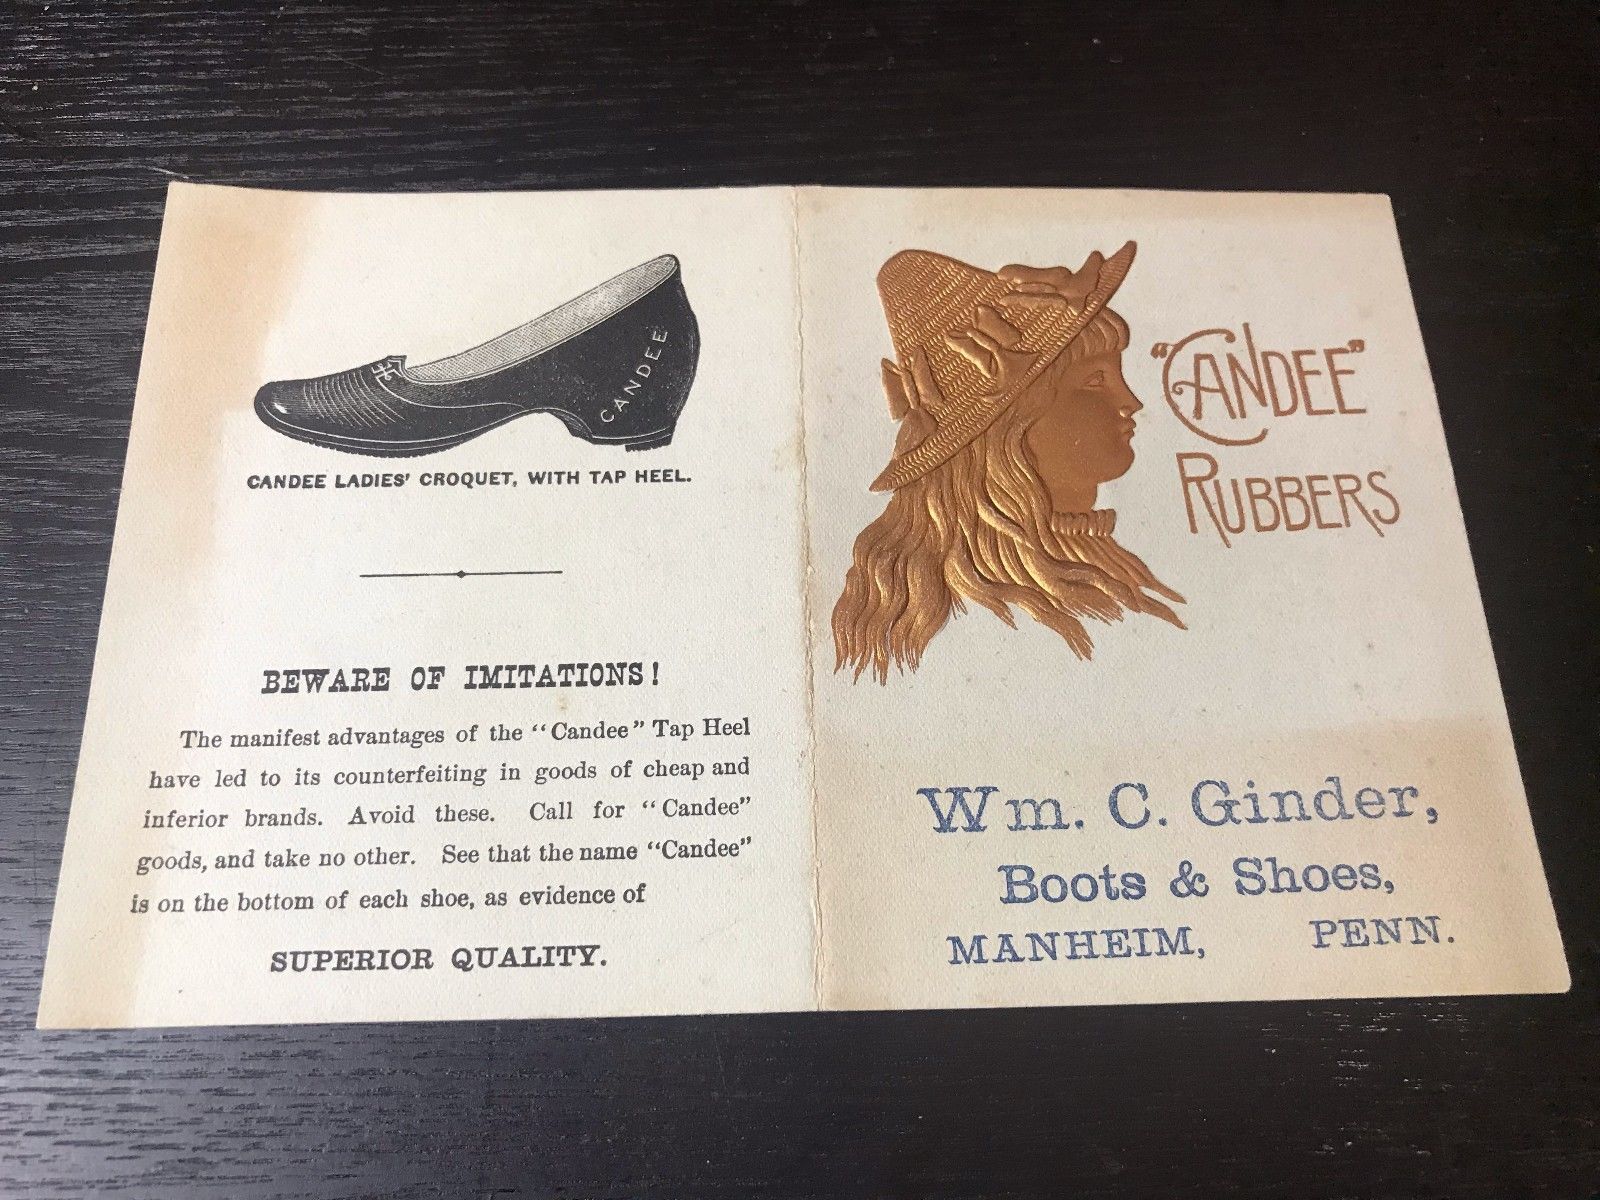 CANDEE
CANDEE LADIES' CROQUET, WITH TAP HEEL.
BEWARE OF IMITATIONS!
The manifest advantages of the "Candee" Tap Heel
have led to its counterfeiting in goods of cheap and
inferior brands. Avoid these. Call for "Candee"
goods, and take no other. See that the name "Candee"
is on the bottom of each shoe, as evidence of
SUPERIOR QUALITY.
"CANDEE"
RUBBERS
Wm. C. Ginder,
Boots & Shoes,
MANHEIM, PENN.